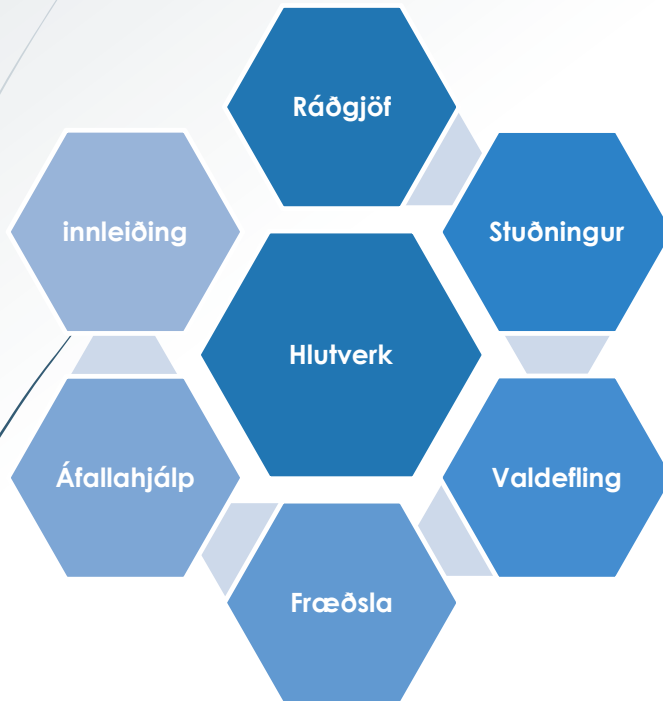 Ráðgjöf
Stuðningur
Valdefling
Fræðsla
Áfallahjálp
innleiðing
Hlutverk